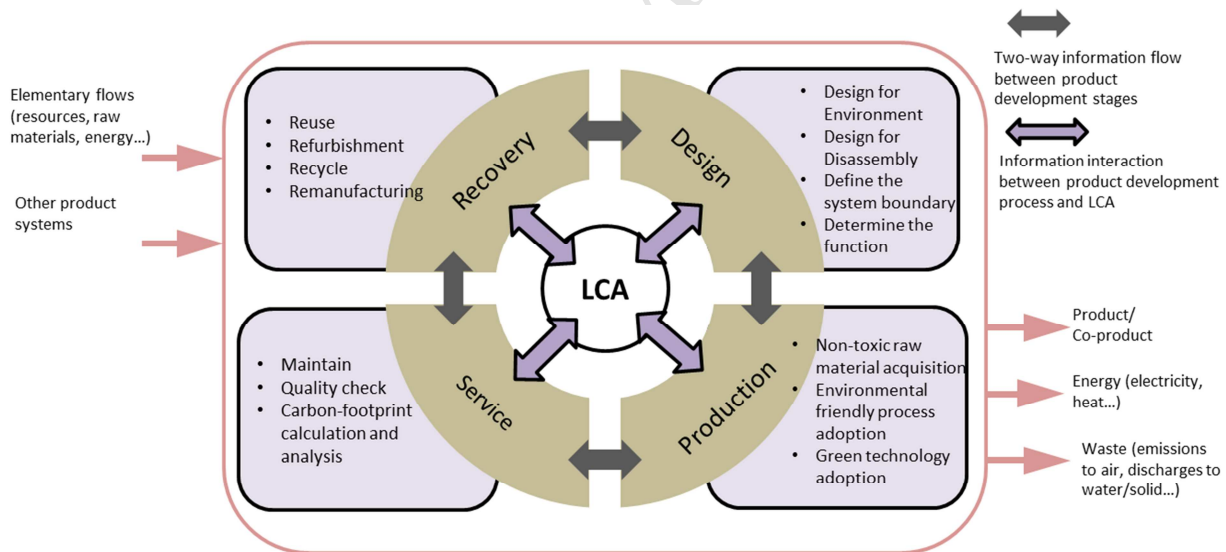 Elementary flows
(resources, raw
materials, energy...)
Other product
systems
• Reuse
• Refurbishment
• Recycle
• Remanufacturing
Recovery
Design
• Design for
Environment
• Design for
Disassembly
• Define the
system boundary
• Determine the
function
LCA
• Maintain
• Quality check
• Carbon-footprint
calculation and
analysis
Service
Production
• Non-toxic raw
material acquisition
• Environmental
friendly process
adoption
• Green technology
adoption
Two-way information flow
between product
development stages
Information interaction
between product development
process and LCA
Product/
Co-product
Energy (electricity,
heat...)
Waste (emissions
to air, discharges to
water/solid...)